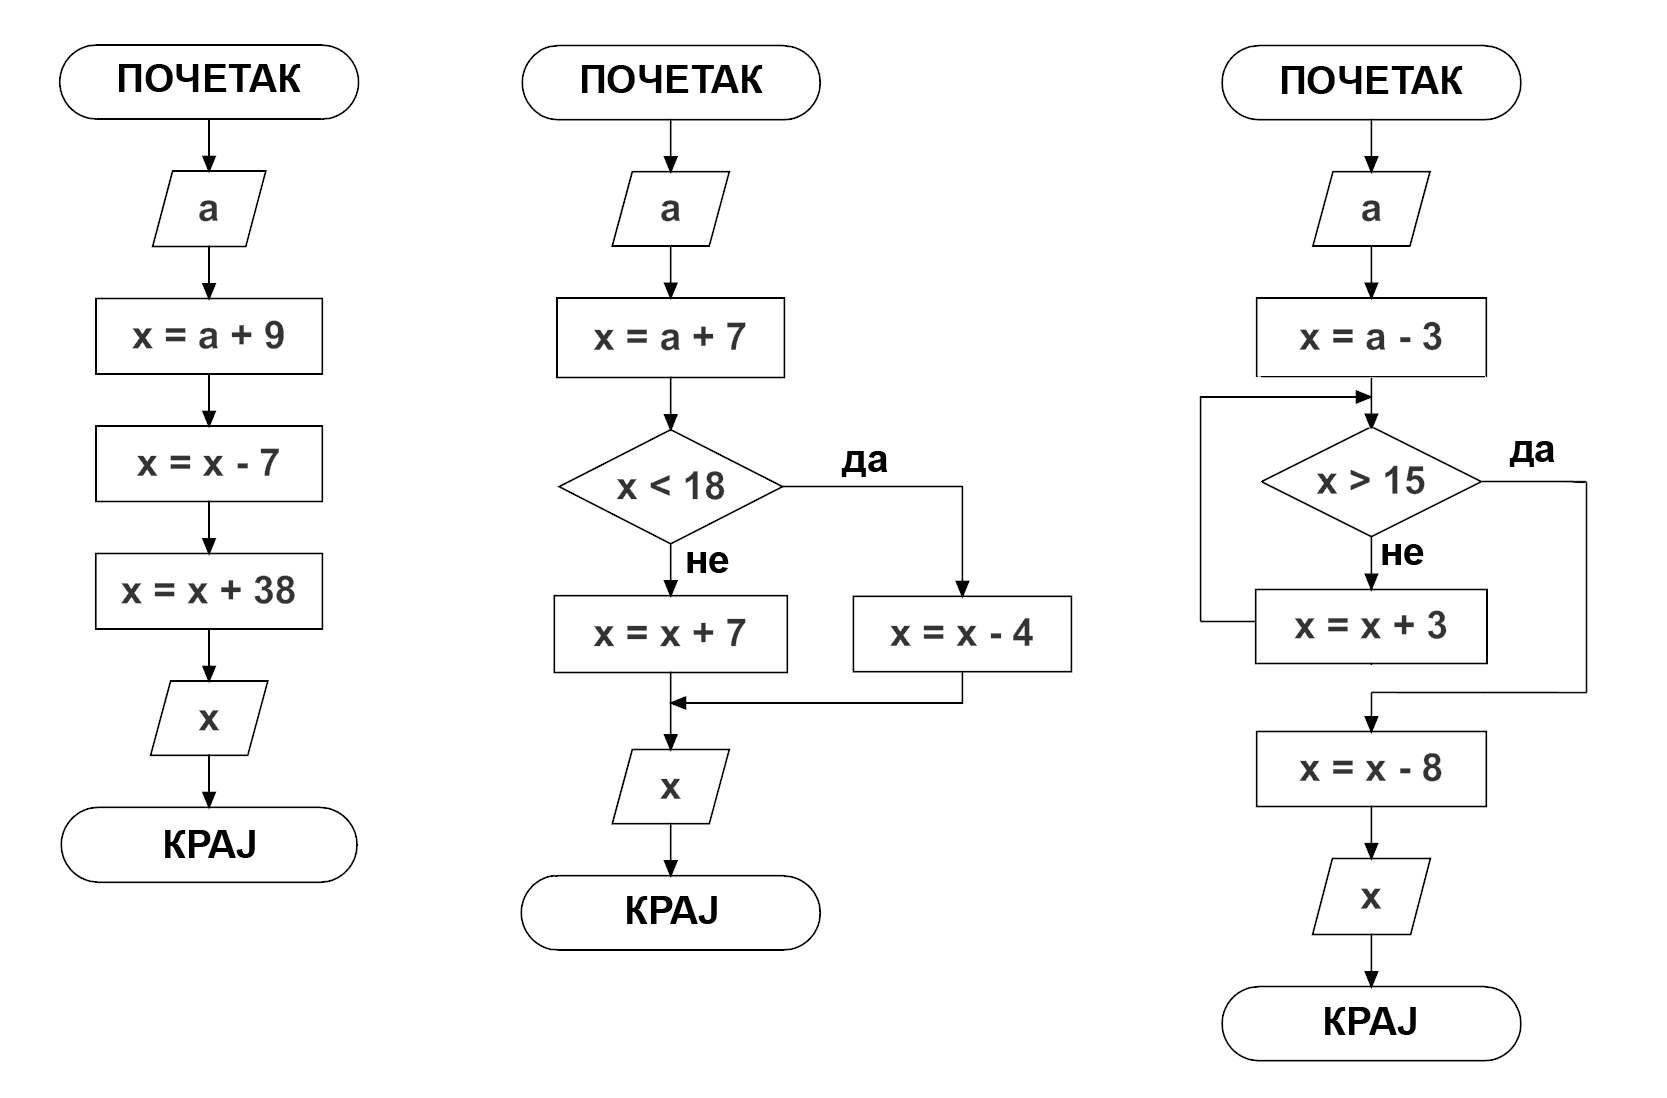 ПОЧЕТАК
a
x = a + 9
x = x - 7
x = x + 38
x
КРАЈ
ПОЧЕТАК
a
x = a + 7
x < 18
да
не
x = x + 7
x = x - 4
x
КРАЈ
ПОЧЕТАК
a
x = a - 3
x > 15
да
не
x = x + 3
x = x - 8
x
КРАЈ